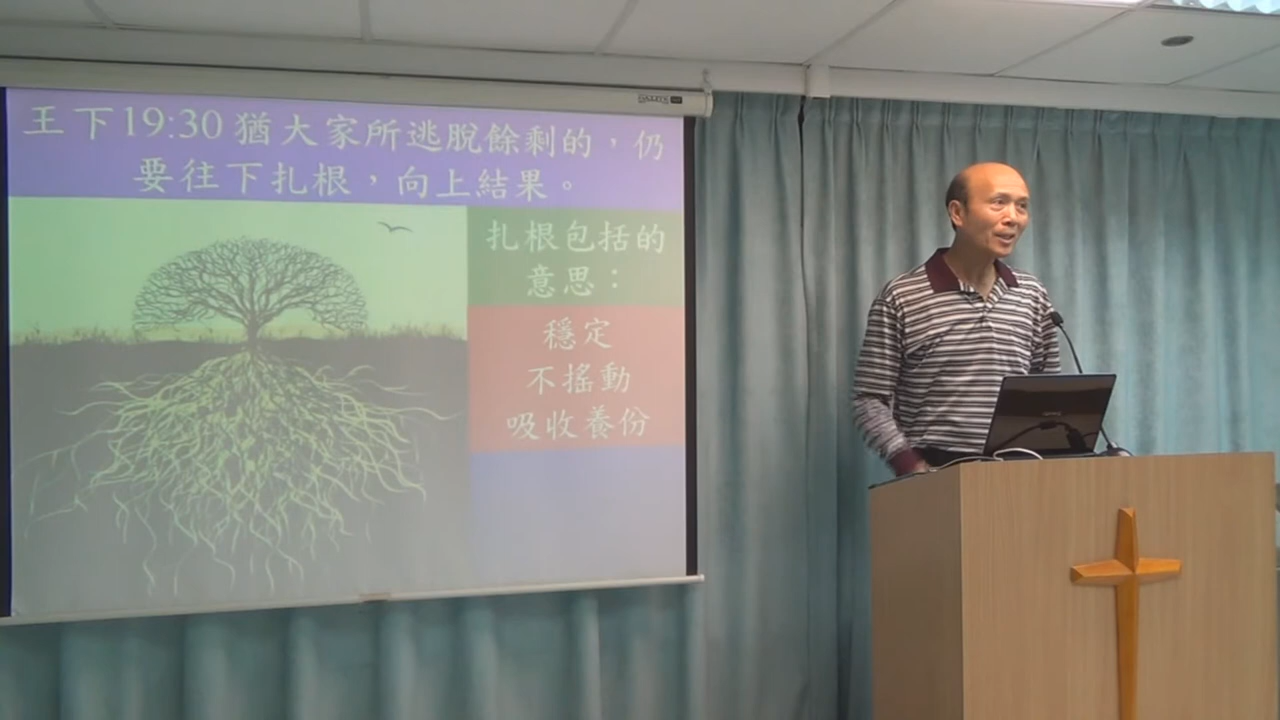 王下19:30 猶大家所逃脫餘剩的，仍
要往下扎根，向上結果。
扎根包括的
意思：
穩定
不搖動
吸收養份